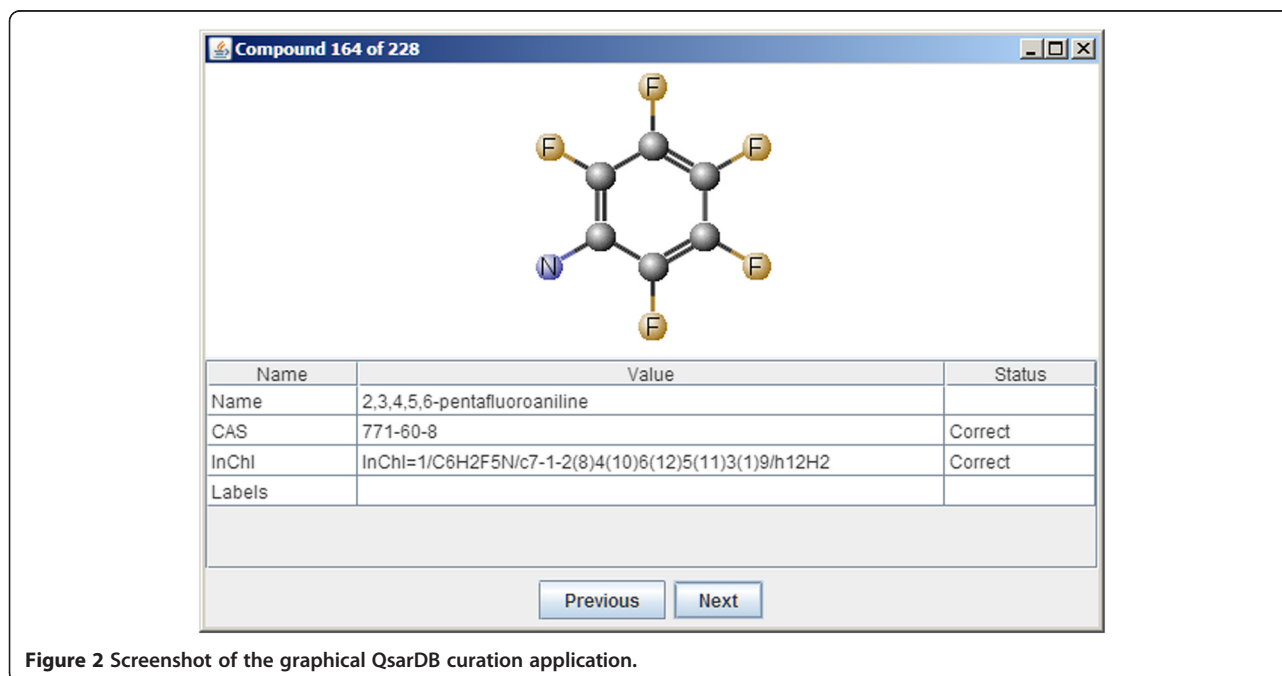 Compound 164 of 228
F
F
F
N
F
F
Name Value Status
Name 2,3,4,5,6-pentafluoroaniline
CAS 771-60-8 Correct
InChI InChI=1/C6H2F5N/c7-1-2(8)4(10)6(12)5(11)3(1)9/h12H2 Correct
Labels
Previous Next
Figure 2 Screenshot of the graphical QsarDB curation application.